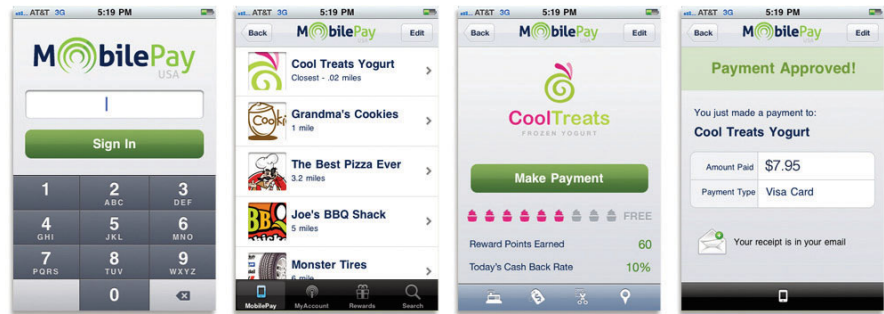 AT&T 3G 5:19 PM
MobilePay
USA
Sign In
1 2 ABC 3 DEF
4 GHI 5 JKL 6 MNO
7 PQRS 8 TUV 9 WXYZ
0
AT&T 3G 5:19 PM
Back MobilePay Edit
Cool Treats Yogurt
Closest - .02 miles
Grandma's Cookies
1 mile
The Best Pizza Ever
3.2 miles
Joe's BBQ Shack
5 miles
Monster Tires
6 mile
MobilePay MyAccount Rewards Search
AT&T 3G 5:19 PM
Back MobilePay Edit
CoolTreats
FROZEN YOGURT
Make Payment
FREE
Reward Points Earned 60
Today's Cash Back Rate 10%
AT&T 3G 5:19 PM
Back MobilePay Edit
Payment Approved!
You just made a payment to:
Cool Treats Yogurt
Amount Paid $7.95
Payment Type Visa Card
Your receipt is in your email